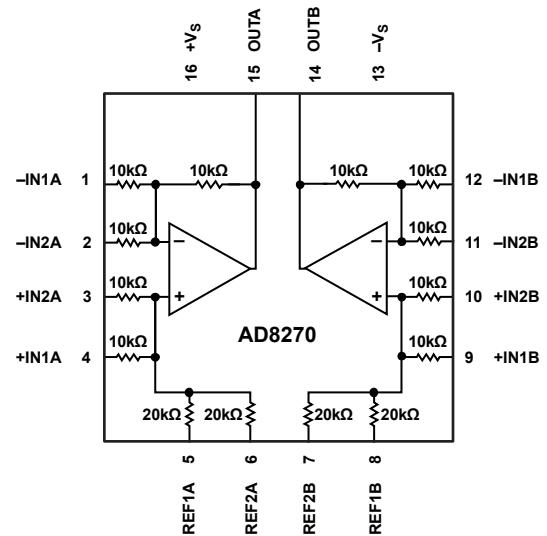 +VS
OUTA
OUTB
–VS
16
15
14
13
10kΩ
10kΩ
10kΩ
10kΩ
–IN1A 1
12 –IN1B
10kΩ
10kΩ
–IN2A 2
–
–
11 –IN2B
10kΩ
10kΩ
+IN2A 3
+
+
10 +IN2B
10kΩ
AD8270
10kΩ
+IN1A 4
9 +IN1B
20kΩ
20kΩ
20kΩ
20kΩ
5
6
7
8
REF1A
REF2A
REF2B
REF1B